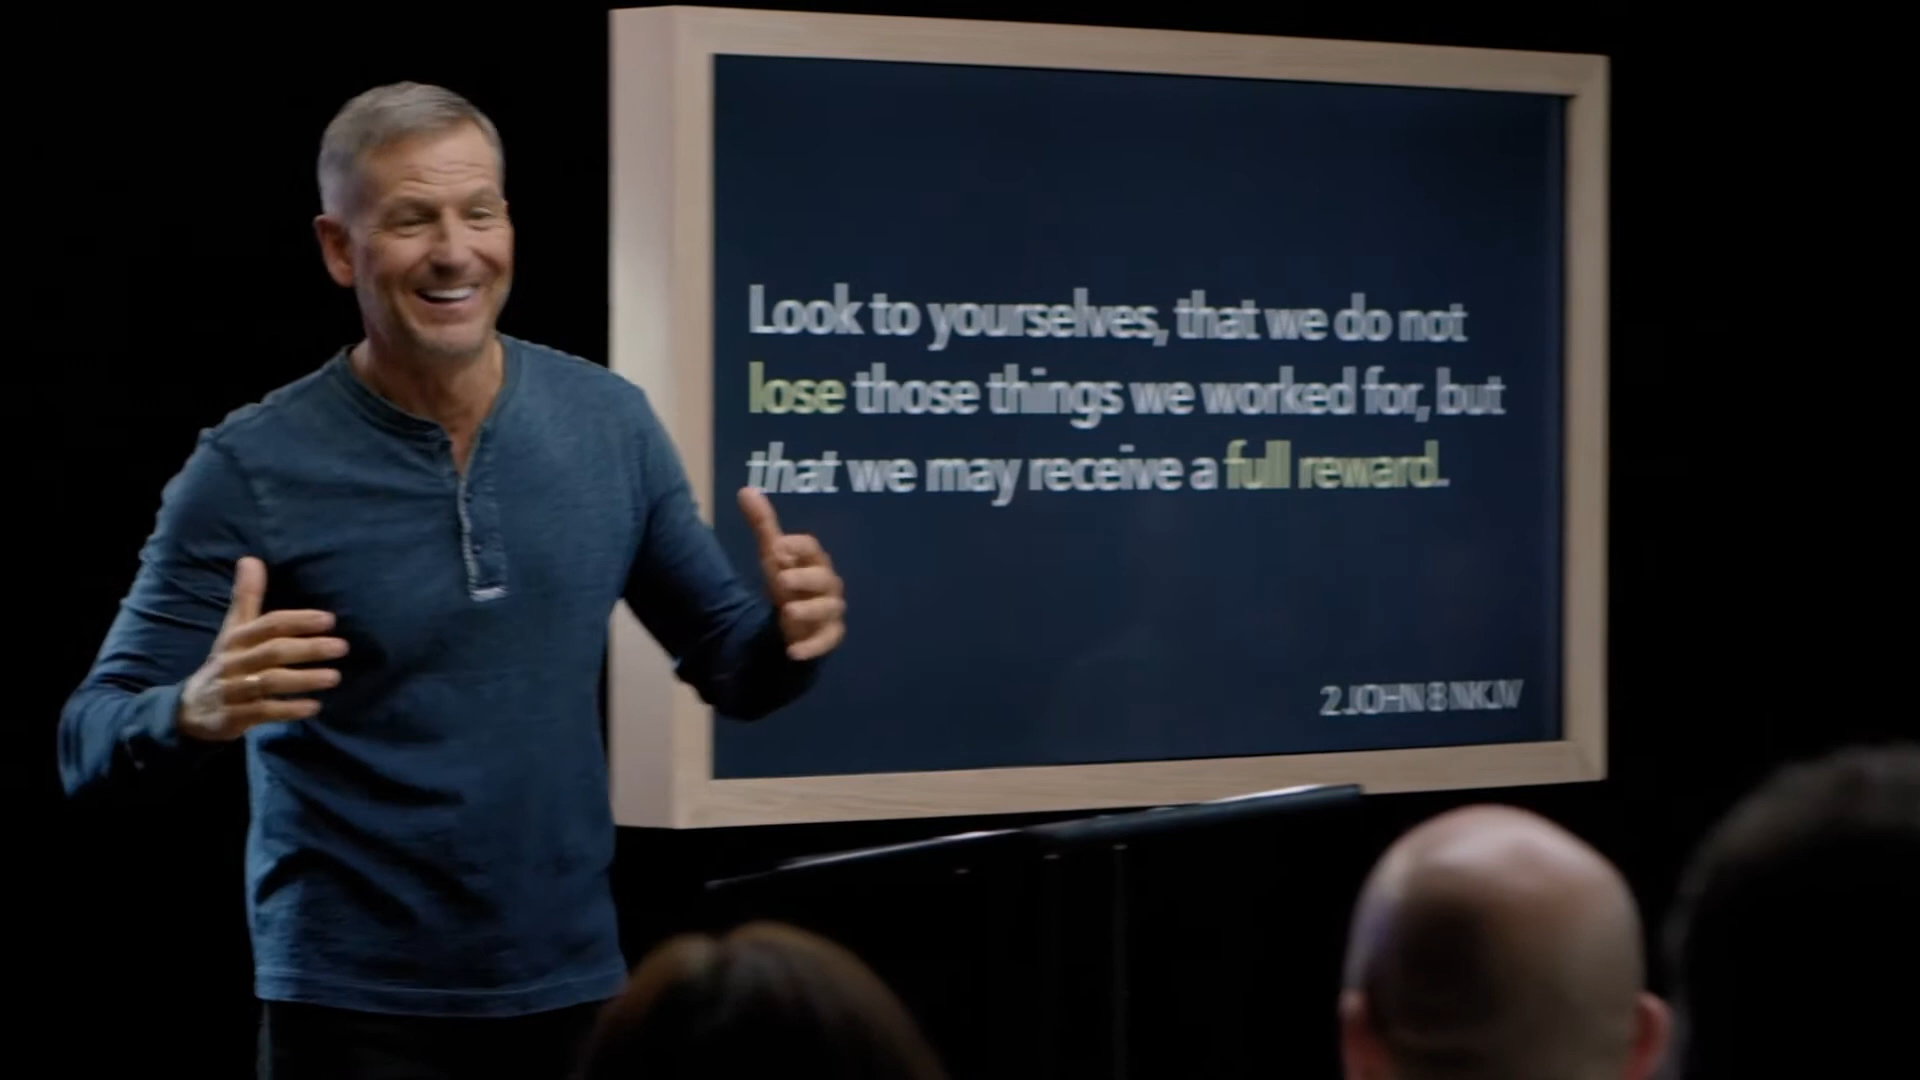 Look to yourselves, that we do not
lose those things we worked for, but
that we may receive a full reward.
2 JOHN 8 NKJV